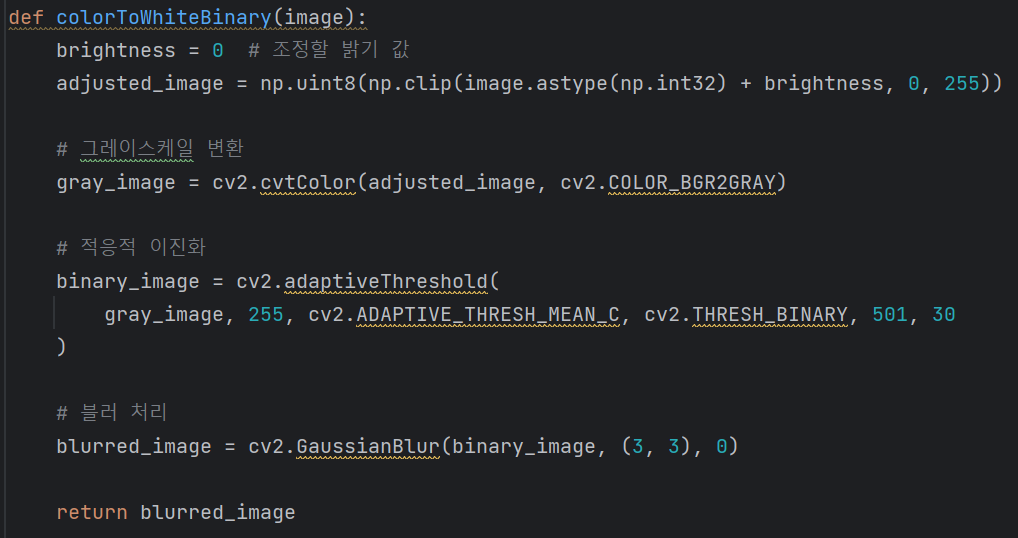 def colorToWhiteBinary(image):
    brightness = 0  # 조정할 밝기 값
    adjusted_image = np.uint8(np.clip(image.astype(np.int32) + brightness, 0, 255))
    # 그레이스케일 변환
    gray_image = cv2.cvtColor(adjusted_image, cv2.COLOR_BGR2GRAY)
    # 적응적 이진화
    binary_image = cv2.adaptiveThreshold(
        gray_image, 255, cv2.ADAPTIVE_THRESH_MEAN_C, cv2.THRESH_BINARY, 501, 30
    )
    # 블러 처리
    blurred_image = cv2.GaussianBlur(binary_image, (3, 3), 0)
    return blurred_image